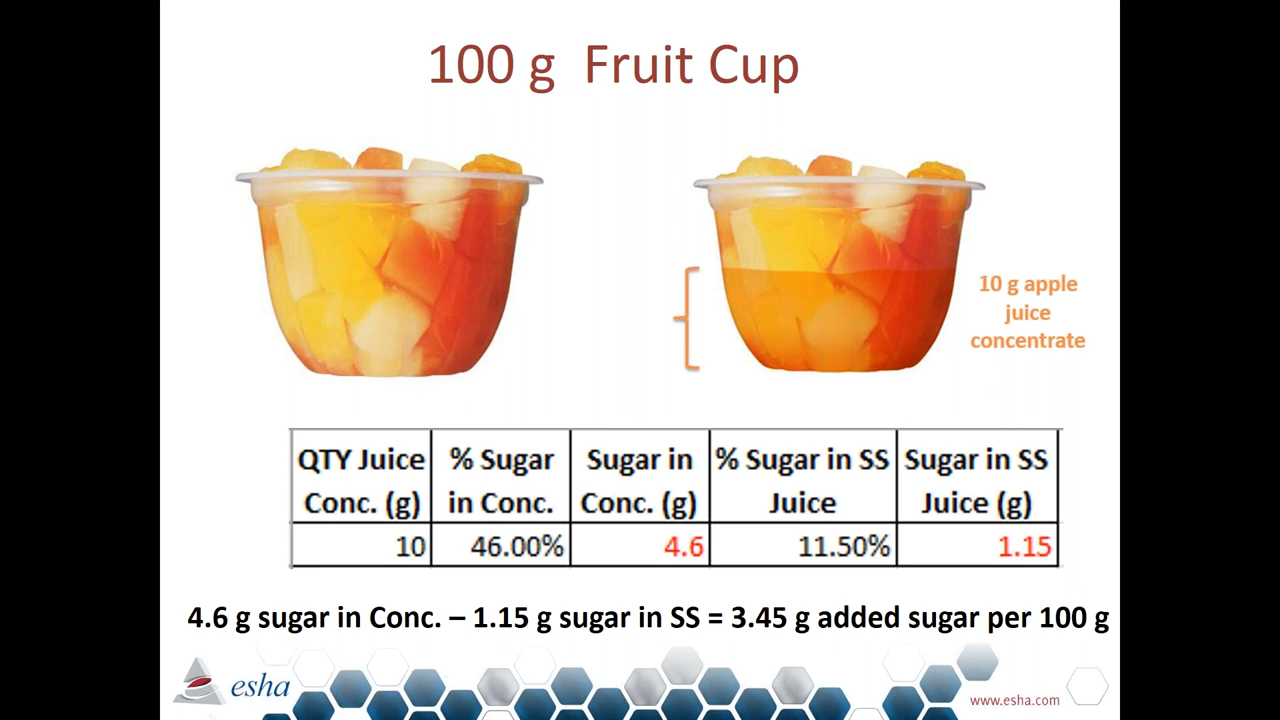 100 g  Fruit Cup
10 g apple
juice
concentrate
QTY Juice Conc. (g) % Sugar in Conc. Sugar in Conc. (g) % Sugar in SS Juice Sugar in SS Juice (g)
10 46.00% 4.6 11.50% 1.15
4.6 g sugar in Conc. – 1.15 g sugar in SS = 3.45 g added sugar per 100 g
esha
www.esha.com